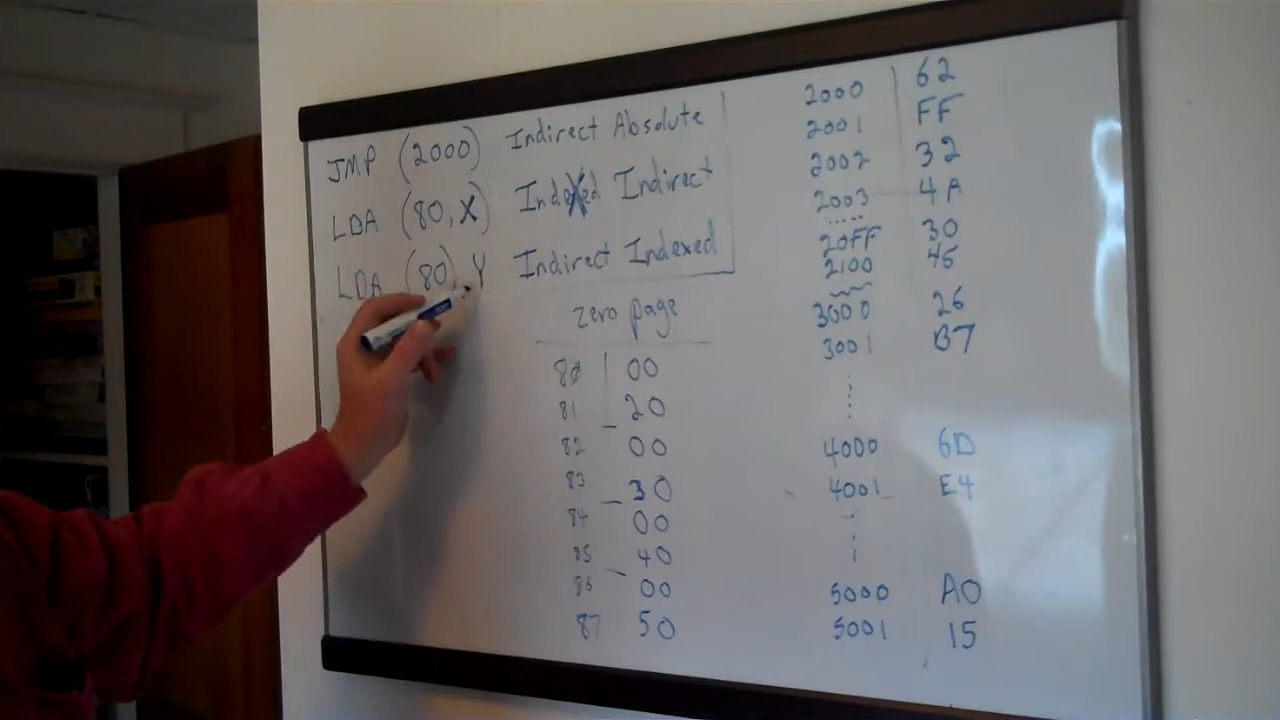 JMP (2000) Indirect Absolute
LDA (80,X) Indexed Indirect
LDA (80) Y Indirect Indexed
zero page
80 00
81 20
82 00
83 30
84 00
85 40
86 00
87 50
2000 62
2001 FF
2002 32
2003 4A
.....
20FF 30
2100 45
3000 26
3001 B7
4000 6D
4001 E4
5000 A0
5001 15